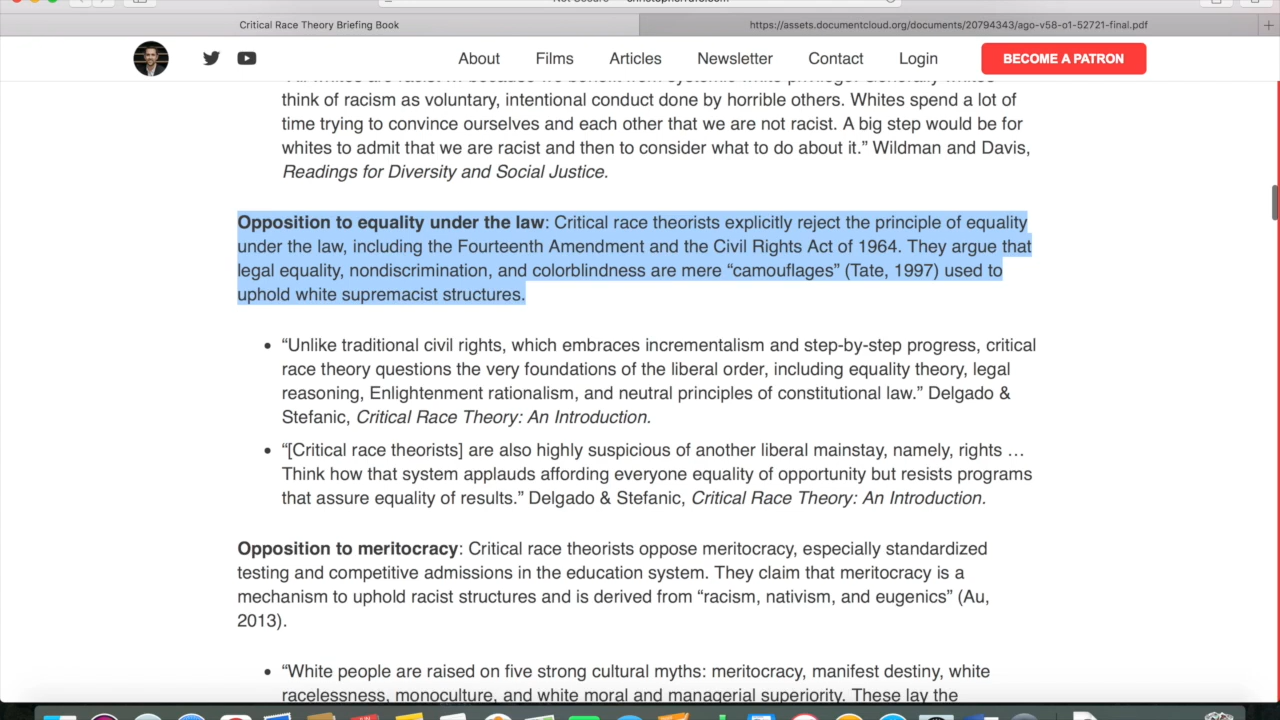 Critical Race Theory Briefing Book
https://assets.documentcloud.org/documents/20794343/ago-v58-o1-52721-final.pdf
About Films Articles Newsletter Contact Login BECOME A PATRON
think of racism as voluntary, intentional conduct done by horrible others. Whites spend a lot of
time trying to convince ourselves and each other that we are not racist. A big step would be for
whites to admit that we are racist and then to consider what to do about it.” Wildman and Davis,
Readings for Diversity and Social Justice.
Opposition to equality under the law: Critical race theorists explicitly reject the principle of equality
under the law, including the Fourteenth Amendment and the Civil Rights Act of 1964. They argue that
legal equality, nondiscrimination, and colorblindness are mere “camouflages” (Tate, 1997) used to
uphold white supremacist structures.
• “Unlike traditional civil rights, which embraces incrementalism and step-by-step progress, critical
race theory questions the very foundations of the liberal order, including equality theory, legal
reasoning, Enlightenment rationalism, and neutral principles of constitutional law.” Delgado &
Stefanic, Critical Race Theory: An Introduction.
• “[Critical race theorists] are also highly suspicious of another liberal mainstay, namely, rights …
Think how that system applauds affording everyone equality of opportunity but resists programs
that assure equality of results.” Delgado & Stefanic, Critical Race Theory: An Introduction.
Opposition to meritocracy: Critical race theorists oppose meritocracy, especially standardized
testing and competitive admissions in the education system. They claim that meritocracy is a
mechanism to uphold racist structures and is derived from “racism, nativism, and eugenics” (Au,
2013).
• “White people are raised on five strong cultural myths: meritocracy, manifest destiny, white
racelessness, monoculture, and white moral and managerial superiority. These lay the